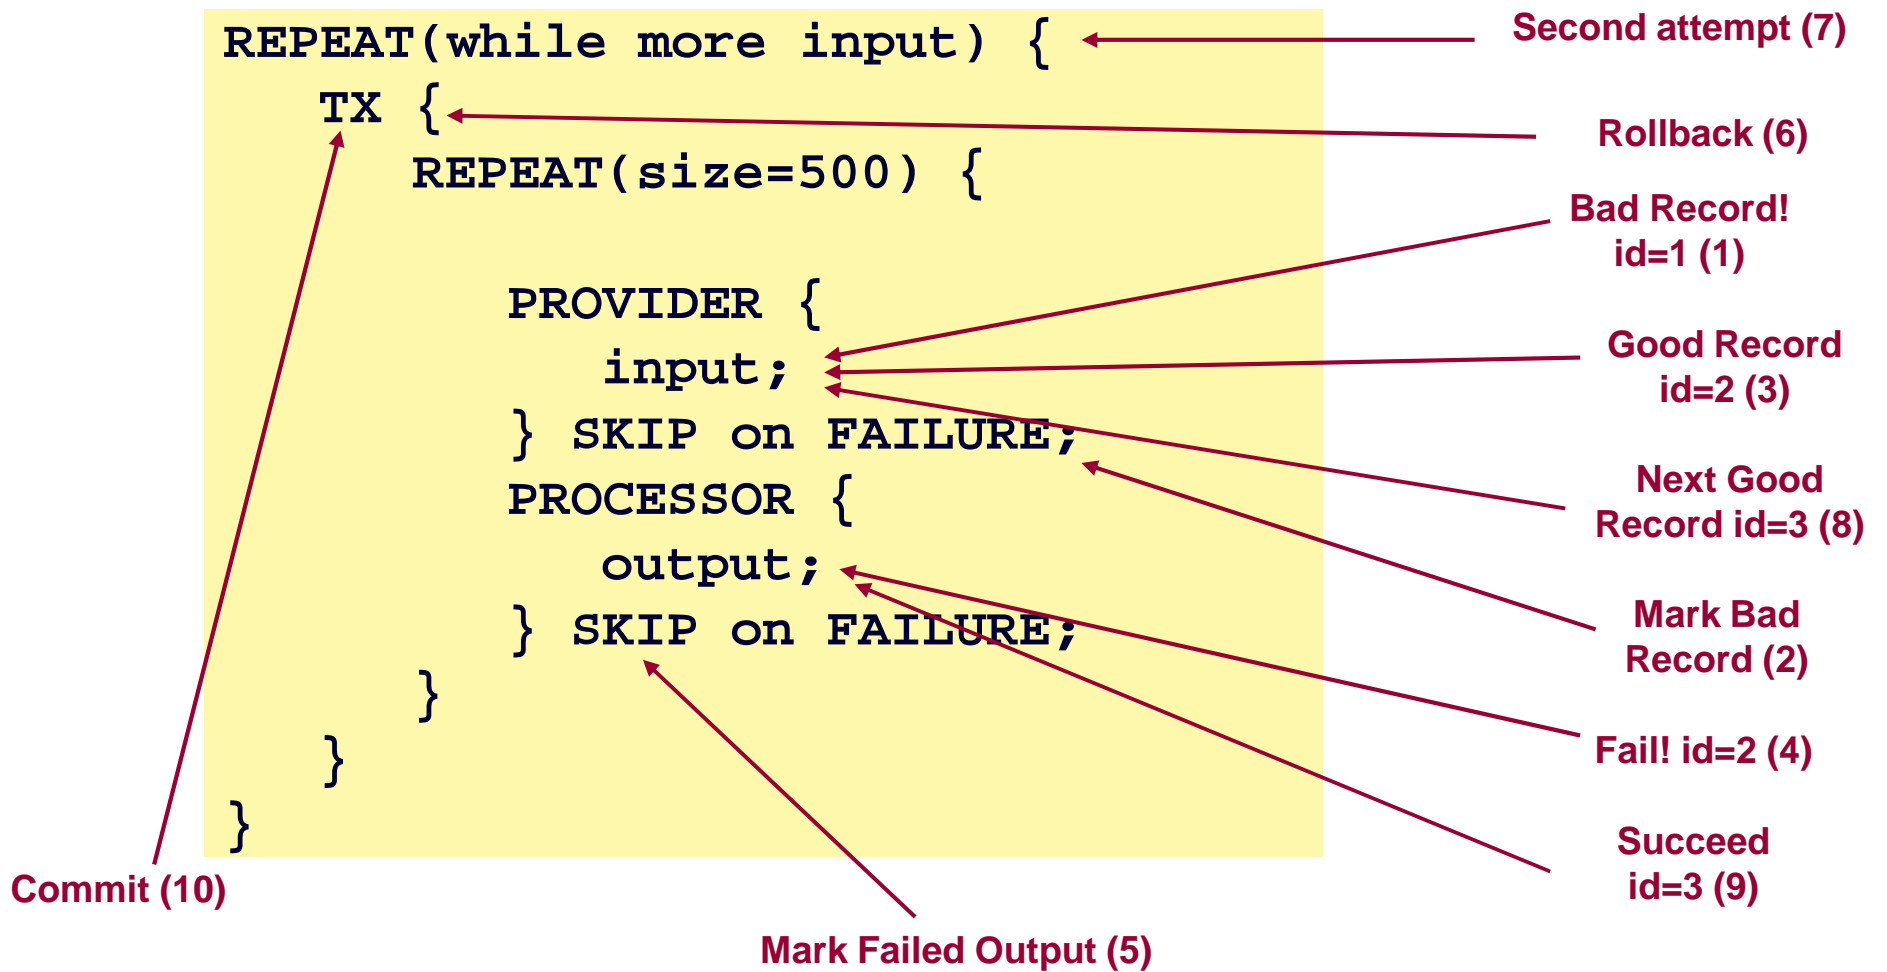 REPEAT(while more input) {
TX {
REPEAT(size=500) {
PROVIDER {
input;
} SKIP on FAILURE;
PROCESSOR {
output;
} SKIP on FAILURE;
}
}
}
Second attempt (7)
Rollback (6)
Bad Record!
id=1 (1)
Good Record
id=2 (3)
Next Good
Record id=3 (8)
Mark Bad
Record (2)
Fail! id=2 (4)
Succeed
id=3 (9)
Commit (10)
Mark Failed Output (5)